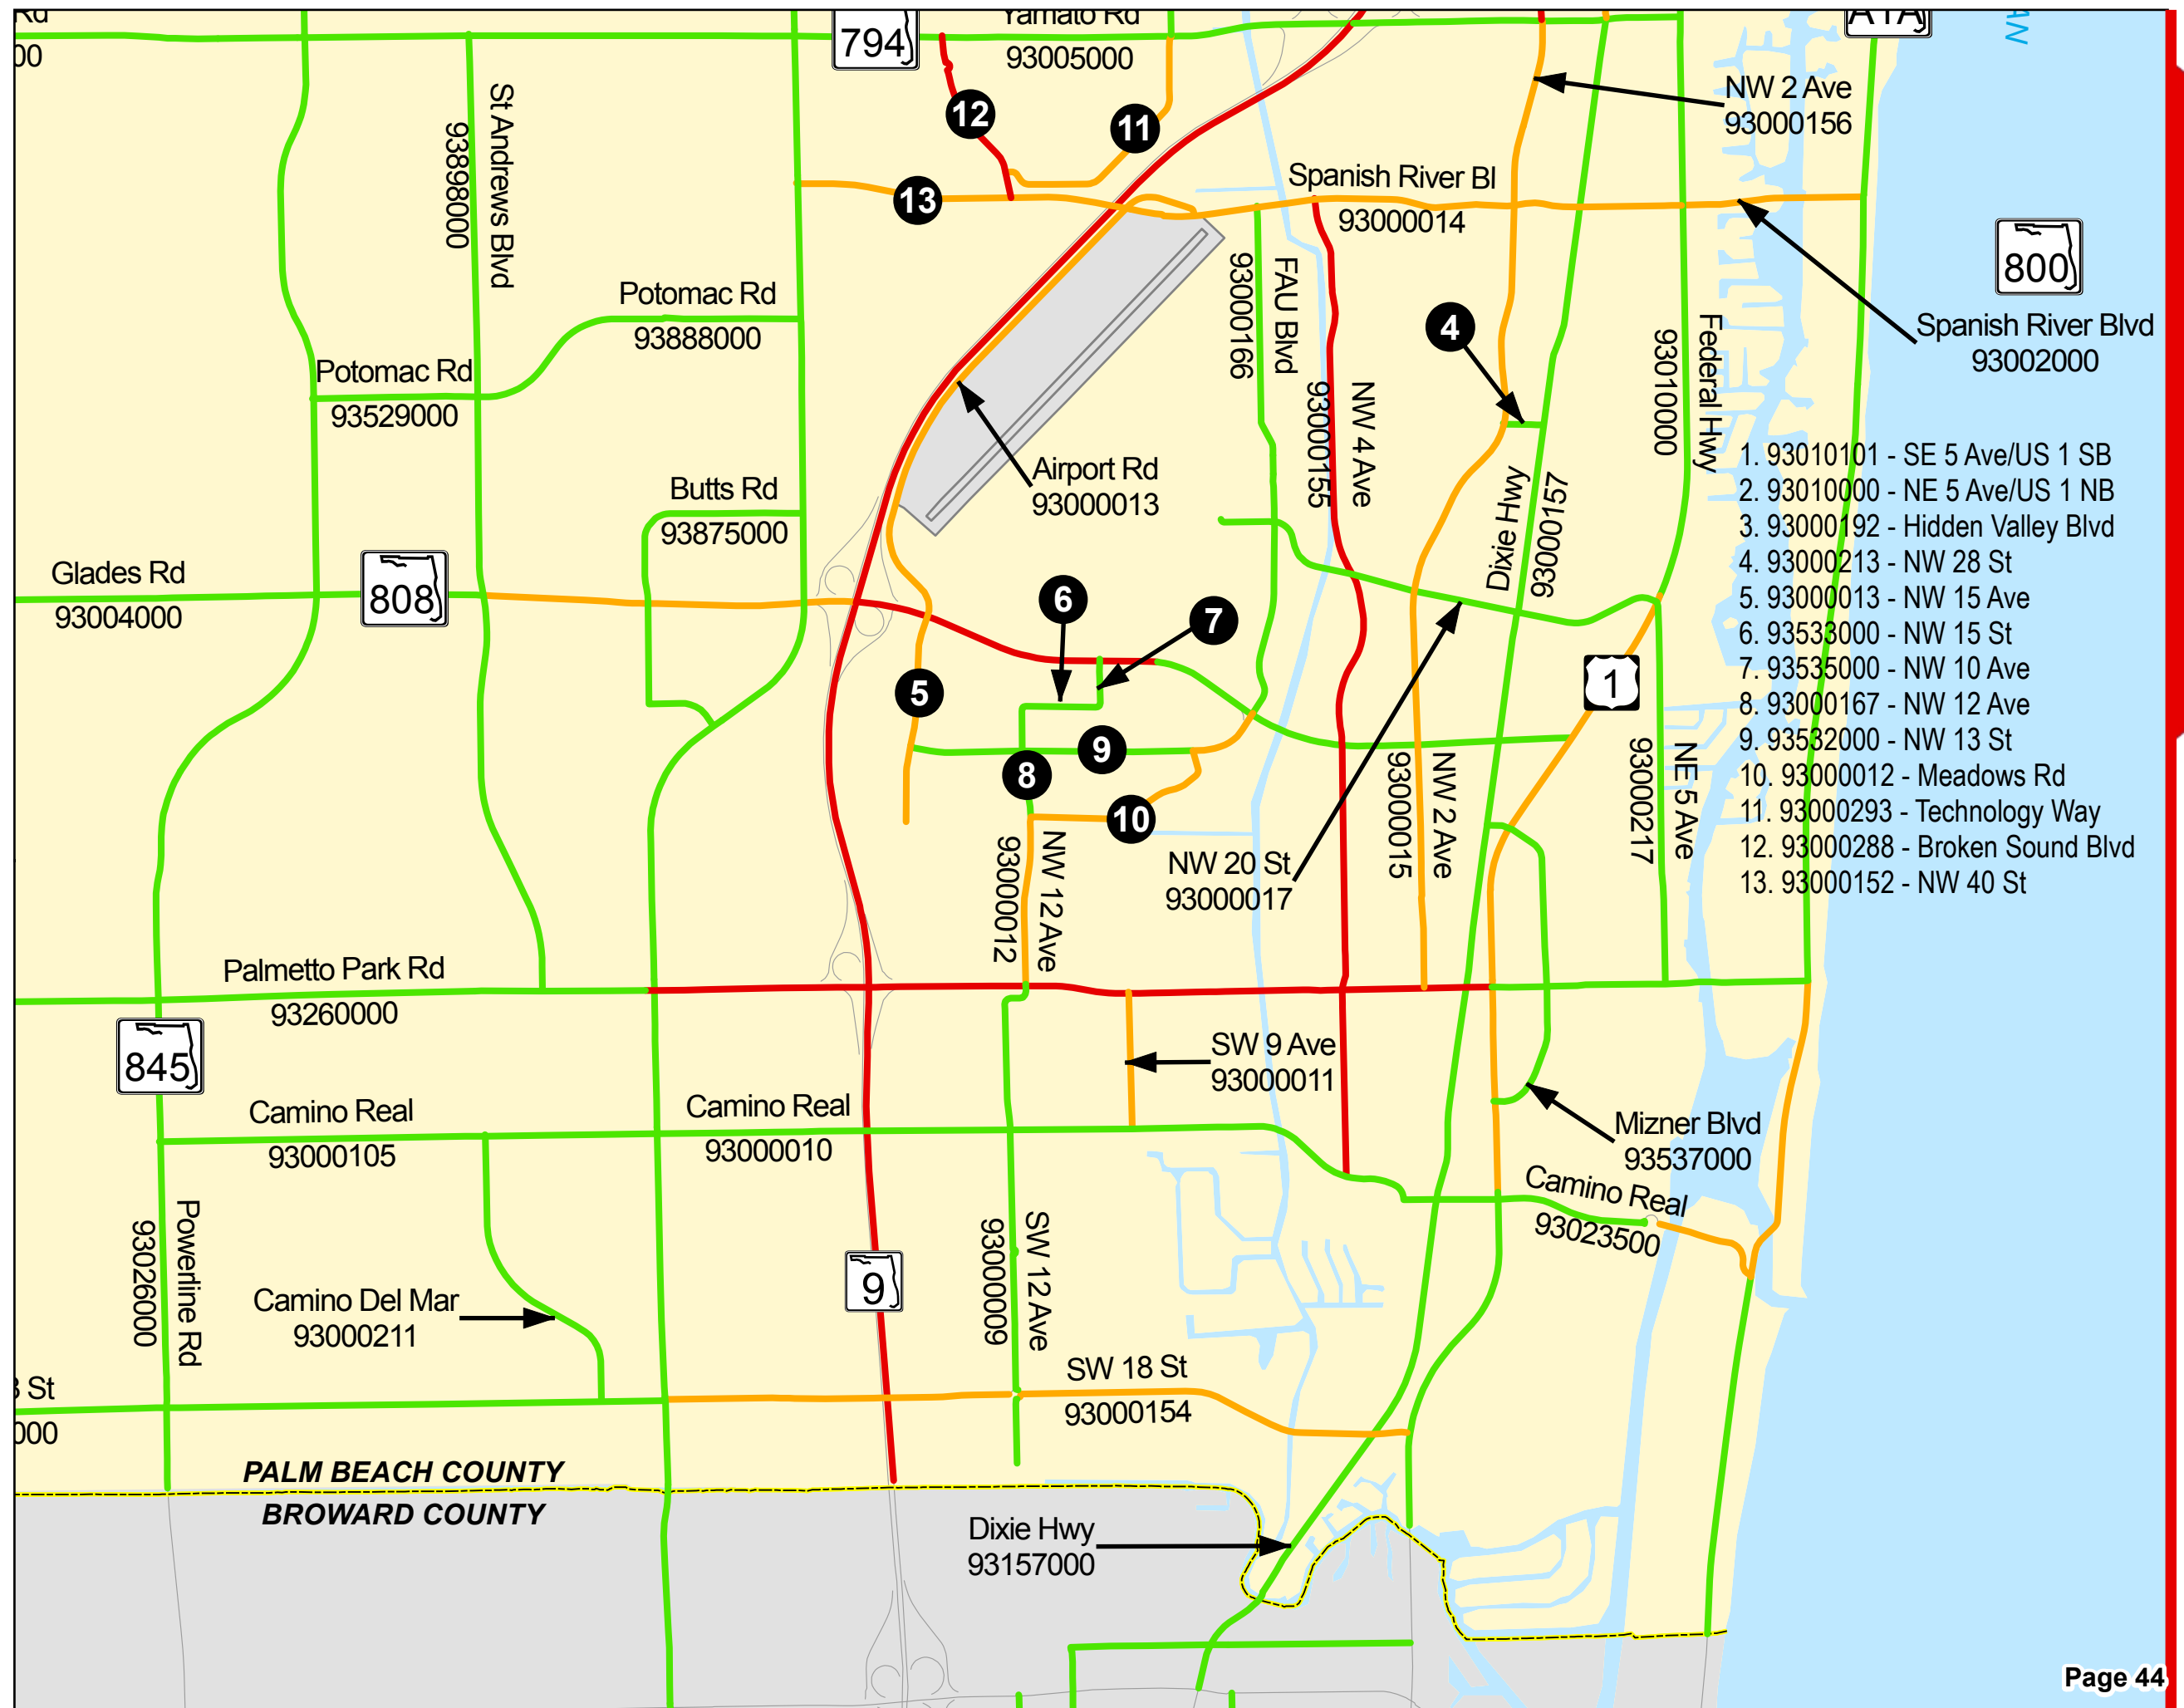 Rd
00
794
Yamato Rd
93005000
A1A
NW 2 Ave
93000156
12
11
St Andrews Blvd
93898000
13
Spanish River Bl
93000014
800
Spanish River Blvd
93002000
Potomac Rd
93888000
FAU Blvd
93000166
4
Federal Hwy
93010000
Potomac Rd
93529000
NW 4 Ave
93000155
Airport Rd
93000013
Butts Rd
93875000
Dixie Hwy
93000157
1. 93010101 - SE 5 Ave/US 1 SB
2. 93010000 - NE 5 Ave/US 1 NB
3. 93000192 - Hidden Valley Blvd
4. 93000213 - NW 28 St
5. 93000013 - NW 15 Ave
6. 93533000 - NW 15 St
7. 93535000 - NW 10 Ave
8. 93000167 - NW 12 Ave
9. 93532000 - NW 13 St
10. 93000012 - Meadows Rd
11. 93000293 - Technology Way
12. 93000288 - Broken Sound Blvd
13. 93000152 - NW 40 St
Glades Rd
93004000
808
6
7
5
1
9
8
10
NW 2 Ave
93000015
NE 5 Ave
93000217
NW 12 Ave
93000012
NW 20 St
93000017
Palmetto Park Rd
93260000
845
SW 9 Ave
93000011
Camino Real
93000105
Camino Real
93000010
Mizner Blvd
93537000
Camino Real
93023500
Powerline Rd
93026000
SW 12 Ave
93000009
9
Camino Del Mar
93000211
SW 18 St
93000154
St
000
PALM BEACH COUNTY
BROWARD COUNTY
Dixie Hwy
93157000
Page 44